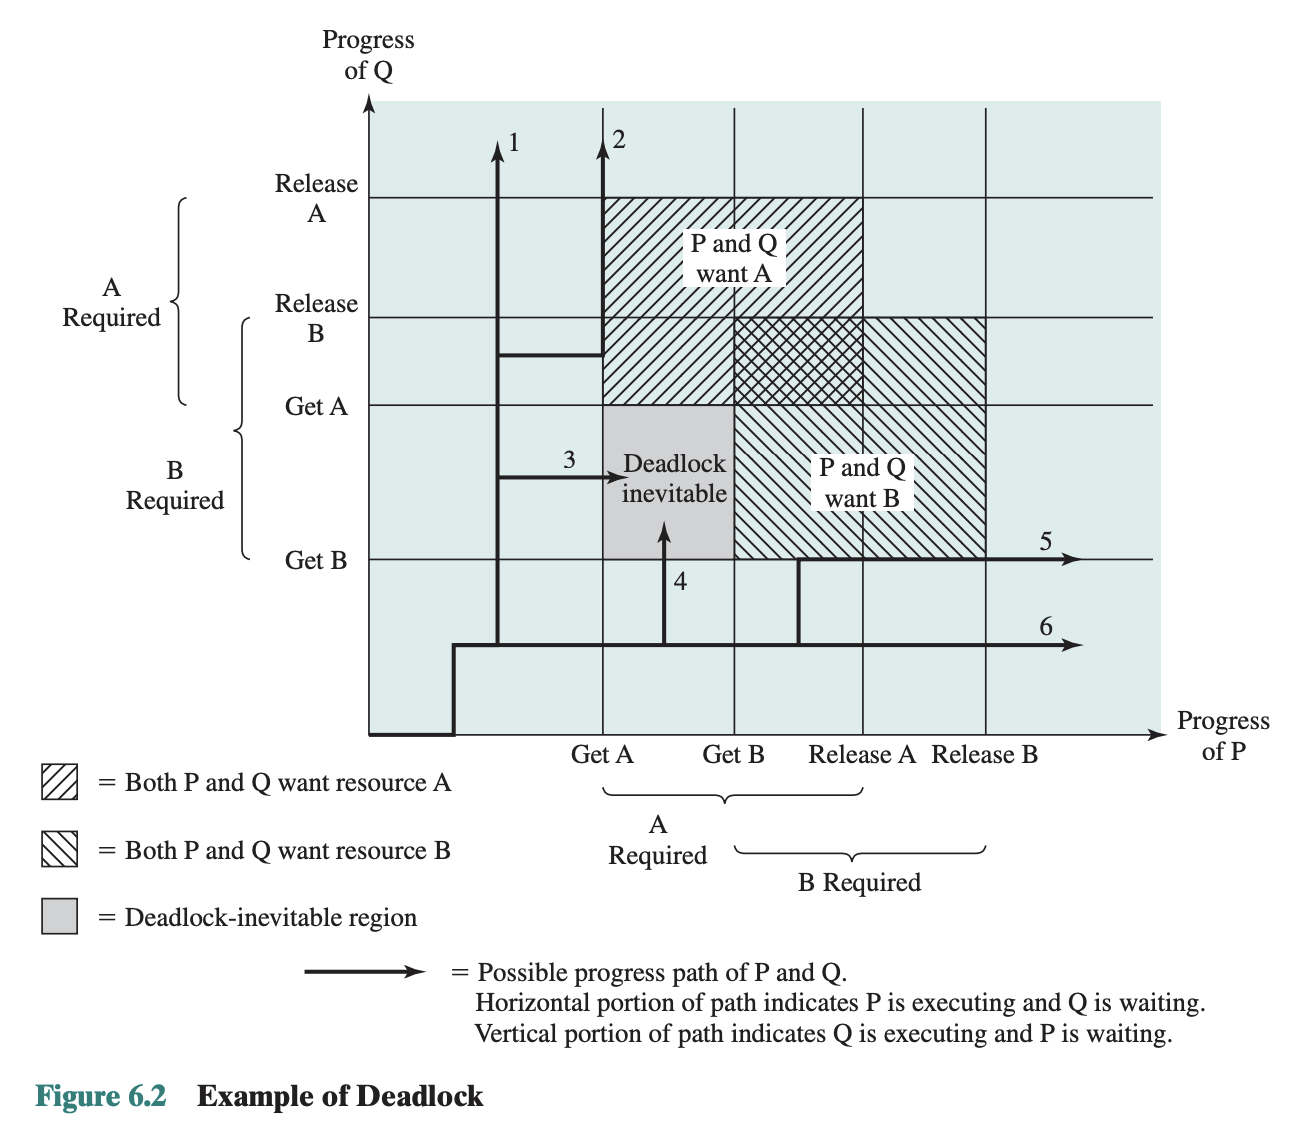 Progress
of Q
1
2
Release
A
P and Q
want A
A
Required
Release
B
Get A
3
Deadlock
inevitable
P and Q
want B
B
Required
5
Get B
4
6
Progress
of P
Get A
Get B
Release A
Release B
= Both P and Q want resource A
A
Required
= Both P and Q want resource B
B Required
= Deadlock-inevitable region
= Possible progress path of P and Q.
Horizontal portion of path indicates P is executing and Q is waiting.
Vertical portion of path indicates Q is executing and P is waiting.
Figure 6.2 Example of Deadlock